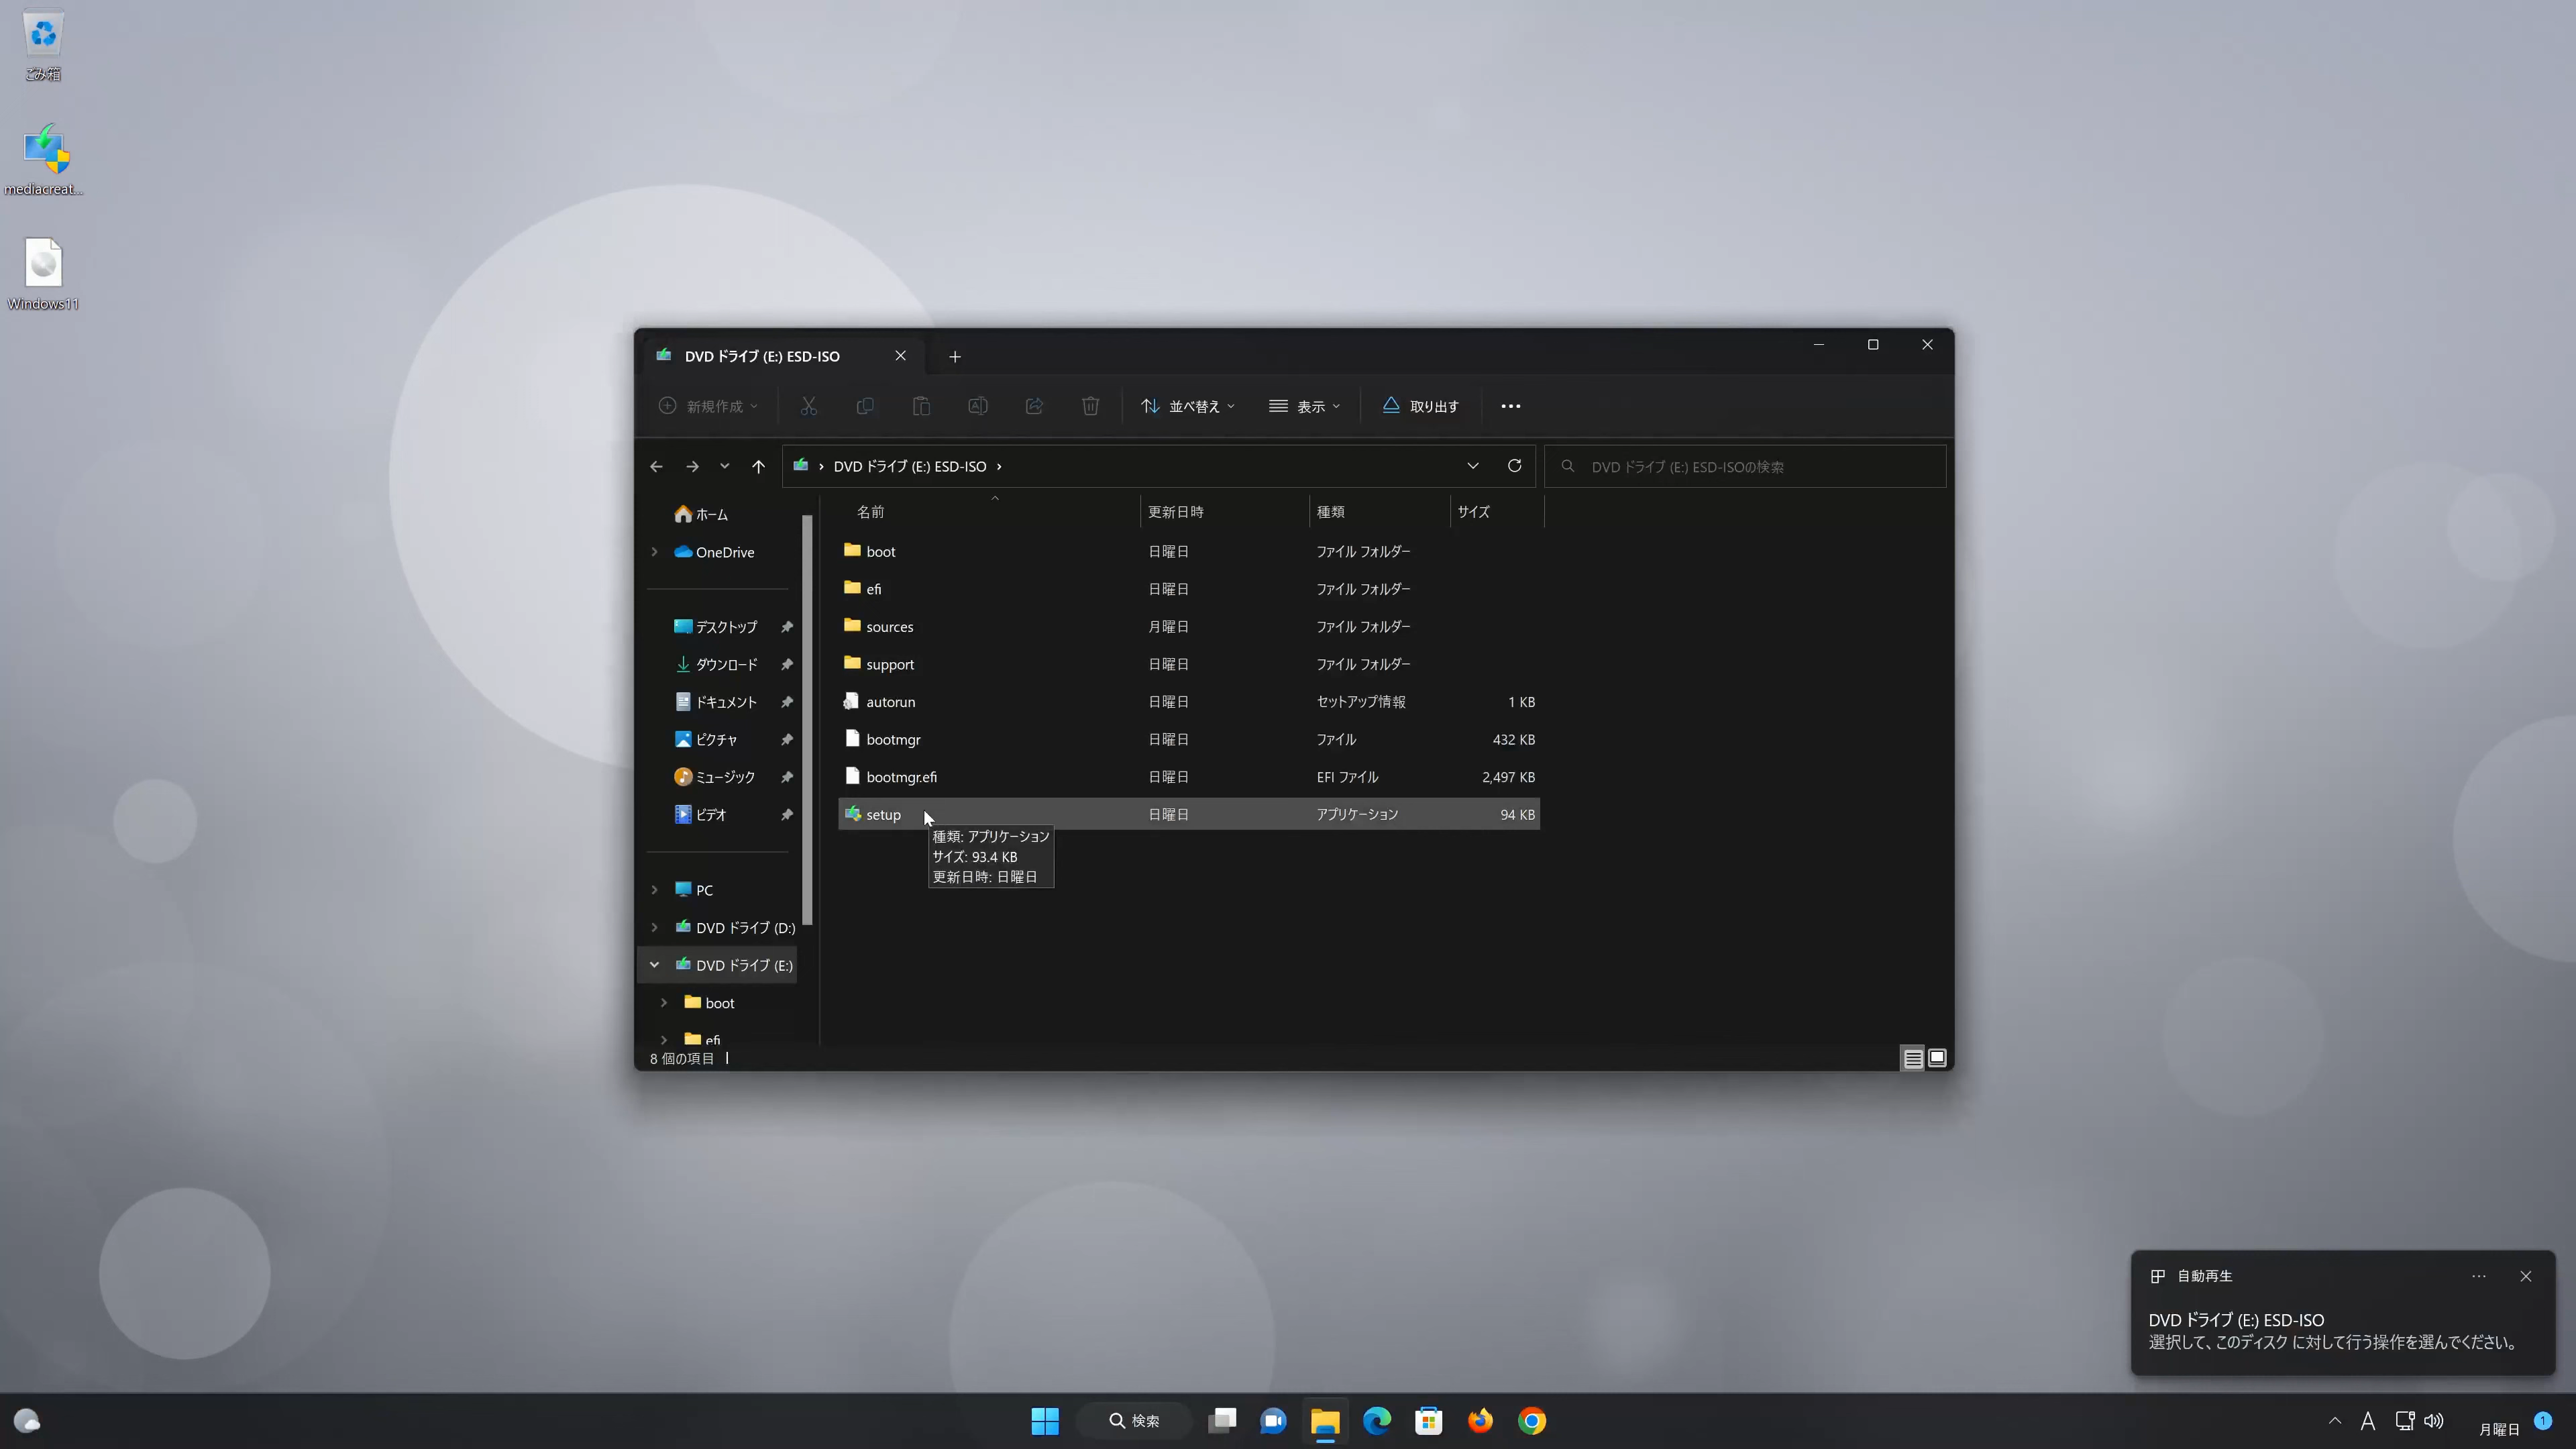 ごみ箱
mediacreat...
Windows11
DVD ドライブ (E:) ESD-ISO
新規作成
並べ替え
表示
取り出す
DVD ドライブ (E:) ESD-ISO
DVD ドライブ (E:) ESD-ISOの検索
ホーム
OneDrive
デスクトップ
ダウンロード
ドキュメント
ピクチャ
ミュージック
ビデオ
PC
DVD ドライブ (D:)
DVD ドライブ (E:)
boot
efi
名前 更新日時 種類 サイズ
boot 日曜日 ファイル フォルダー
efi 日曜日 ファイル フォルダー
sources 月曜日 ファイル フォルダー
support 日曜日 ファイル フォルダー
autorun 日曜日 セットアップ情報 1 KB
bootmgr 日曜日 ファイル 432 KB
bootmgr.efi 日曜日 EFI ファイル 2,497 KB
setup 日曜日 アプリケーション 94 KB
種類: アプリケーション
サイズ: 93.4 KB
更新日時: 日曜日
8 個の項目
自動再生
DVD ドライブ (E:) ESD-ISO
選択して、このディスク に対して行う操作を選んでください。
検索
A
月曜日
1